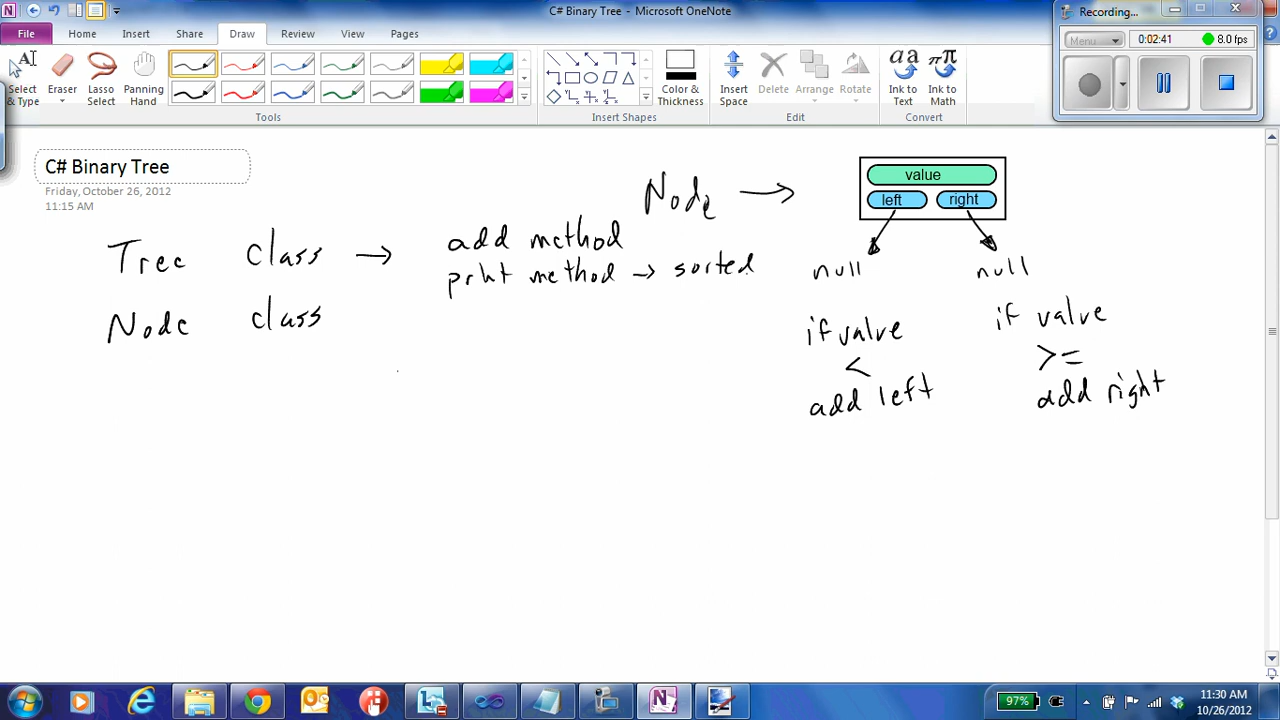 C# Binary Tree - Microsoft OneNote
Recording...
File Home Insert Share Draw Review View Pages
Menu 0:02:41 8.0 fps
Select & Type
Eraser
Lasso Select
Panning Hand
Color & Thickness
Insert Space
Delete
Arrange
Rotate
Ink to Text
Ink to Math
Tools Insert Shapes Edit Convert
C# Binary Tree
Friday, October 26, 2012
11:15 AM
Node →
value
left right
null null
Tree class → add method
print method → sorted
Node class
if value
<
add left
if value
>=
add right
97%
11:30 AM
10/26/2012